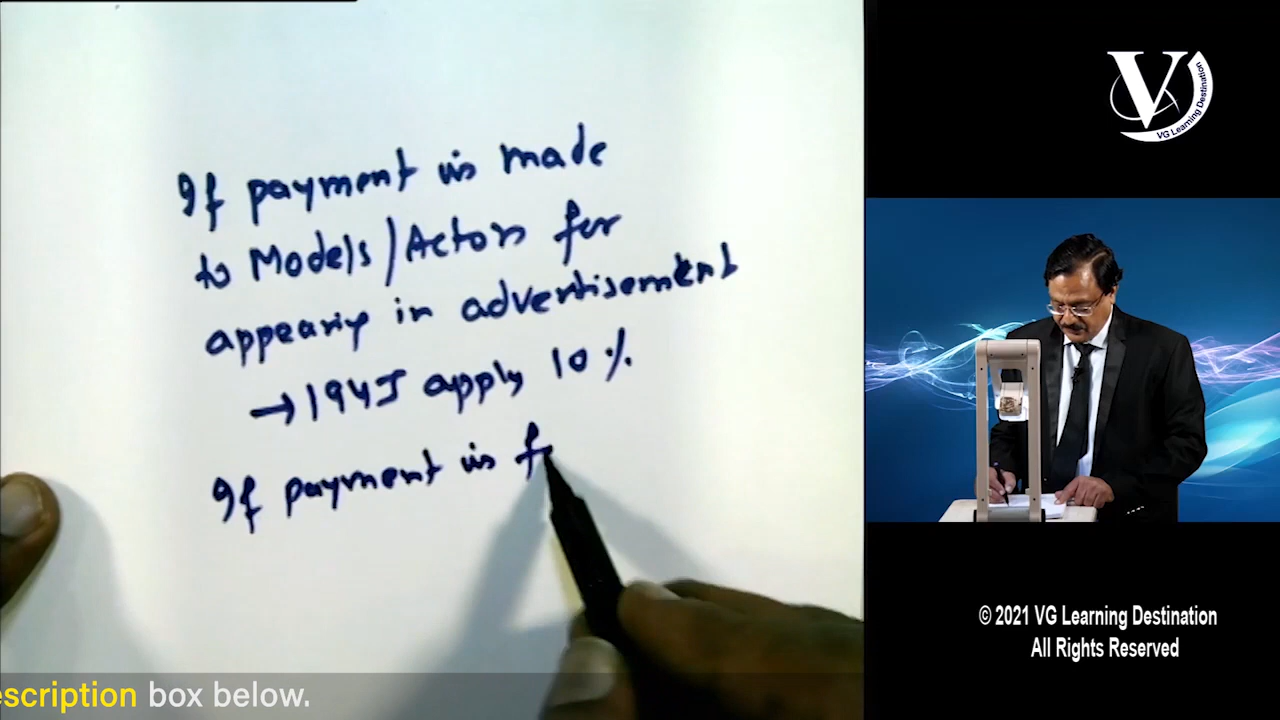 If payment is made
to Models/Actors for
appearing in advertisement
→ 194J apply 10%
If payment is f
V
VG Learning Destination
© 2021 VG Learning Destination
All Rights Reserved
escription box below.